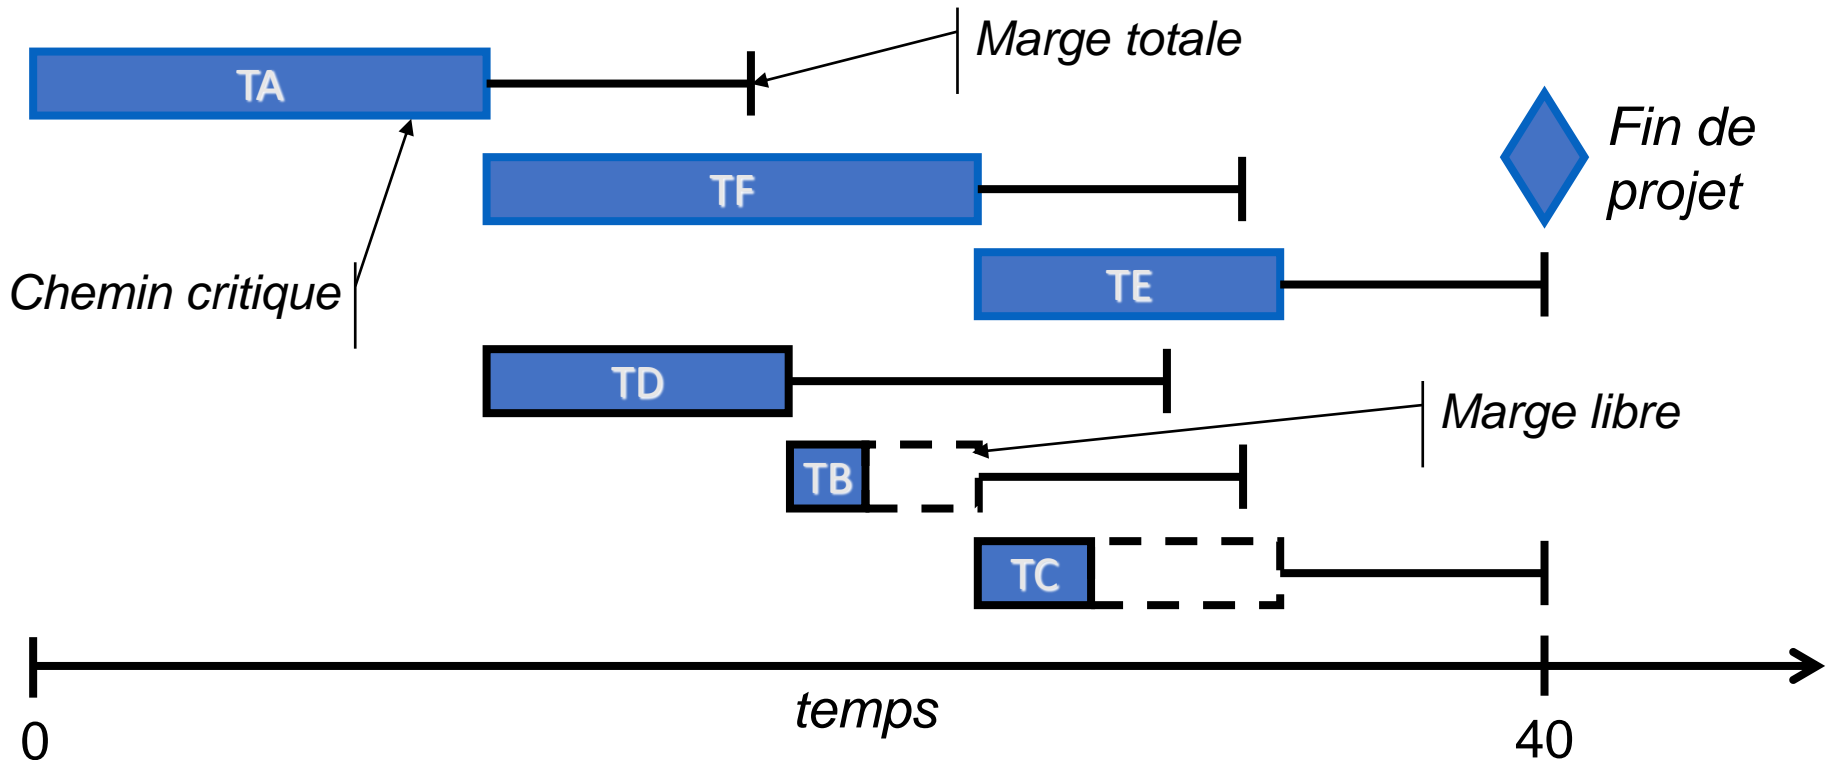 Marge totale
TA
Fin de
projet
TF
Chemin critique
TE
TD
Marge libre
TB
TC
temps
0
40